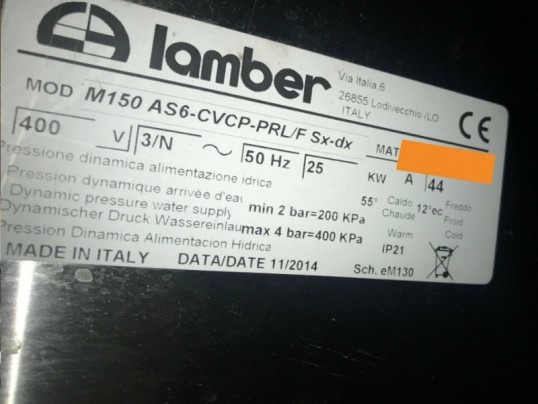 lamber
Via Italia,6
26855 Lodivecchio (LO
ITALY
CE
MOD M150 AS6-CVCP-PRL/F Sx-dx MAT
400 V 3/N ~ 50 Hz 25 KW A 44
Pressione dinamica alimentazione idrica
Pression dynamique arrivée d'eau
Dynamic pressure water supply
Dynamischer Druck Wassereinlau
Pression Dinamica Alimentacion Hidrica
min 2 bar=200 KPa
max 4 bar=400 KPa
55° Caldo 12°ec Freddo
Chaude Froid
Warm Cold
IP21
MADE IN ITALY DATA/DATE 11/2014 Sch. eM130